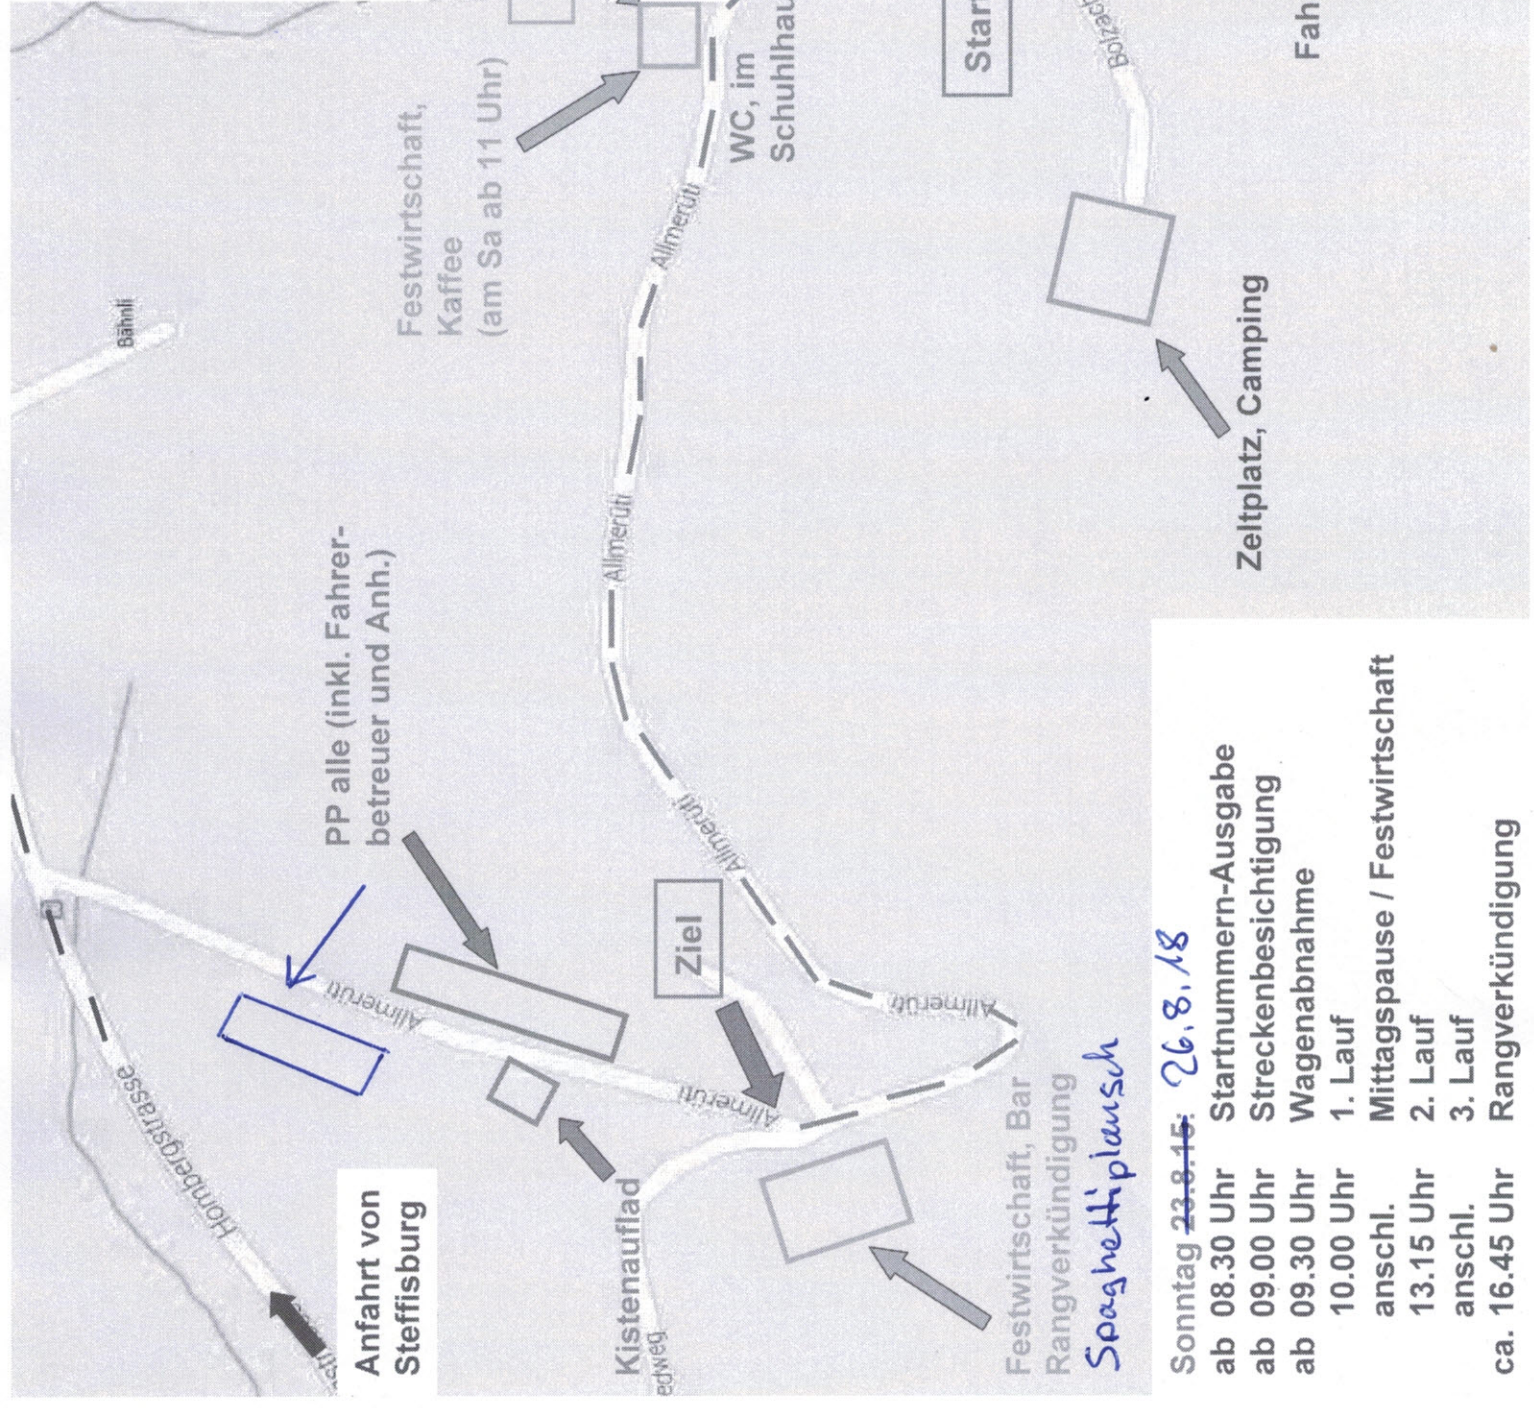 Bähnli
Festwirtschaft,
Kaffee
(am Sa ab 11 Uhr)
WC, im
Schuhlhau
Star
Bolzach
Fah
Allmerüti
Allmerüti
Allmerüti
Allmerüti
Allmerüti
Allmerüti
Allmerüti
PP alle (inkl. Fahrer-
betreuer und Anh.)
Ziel
Zeltplatz, Camping
Hombergstrasse
Anfahrt von
Steffisburg
Kistenauflad
edweg
Festwirtschaft, Bar
Rangverkündigung
Spaghettiplausch
Sonntag 23.8.15: 26.8.18
ab 08.30 Uhr Startnummern-Ausgabe
ab 09.00 Uhr Streckenbesichtigung
ab 09.30 Uhr Wagenabnahme
10.00 Uhr 1. Lauf
anschl. Mittagspause / Festwirtschaft
13.15 Uhr 2. Lauf
anschl. 3. Lauf
ca. 16.45 Uhr Rangverkündigung